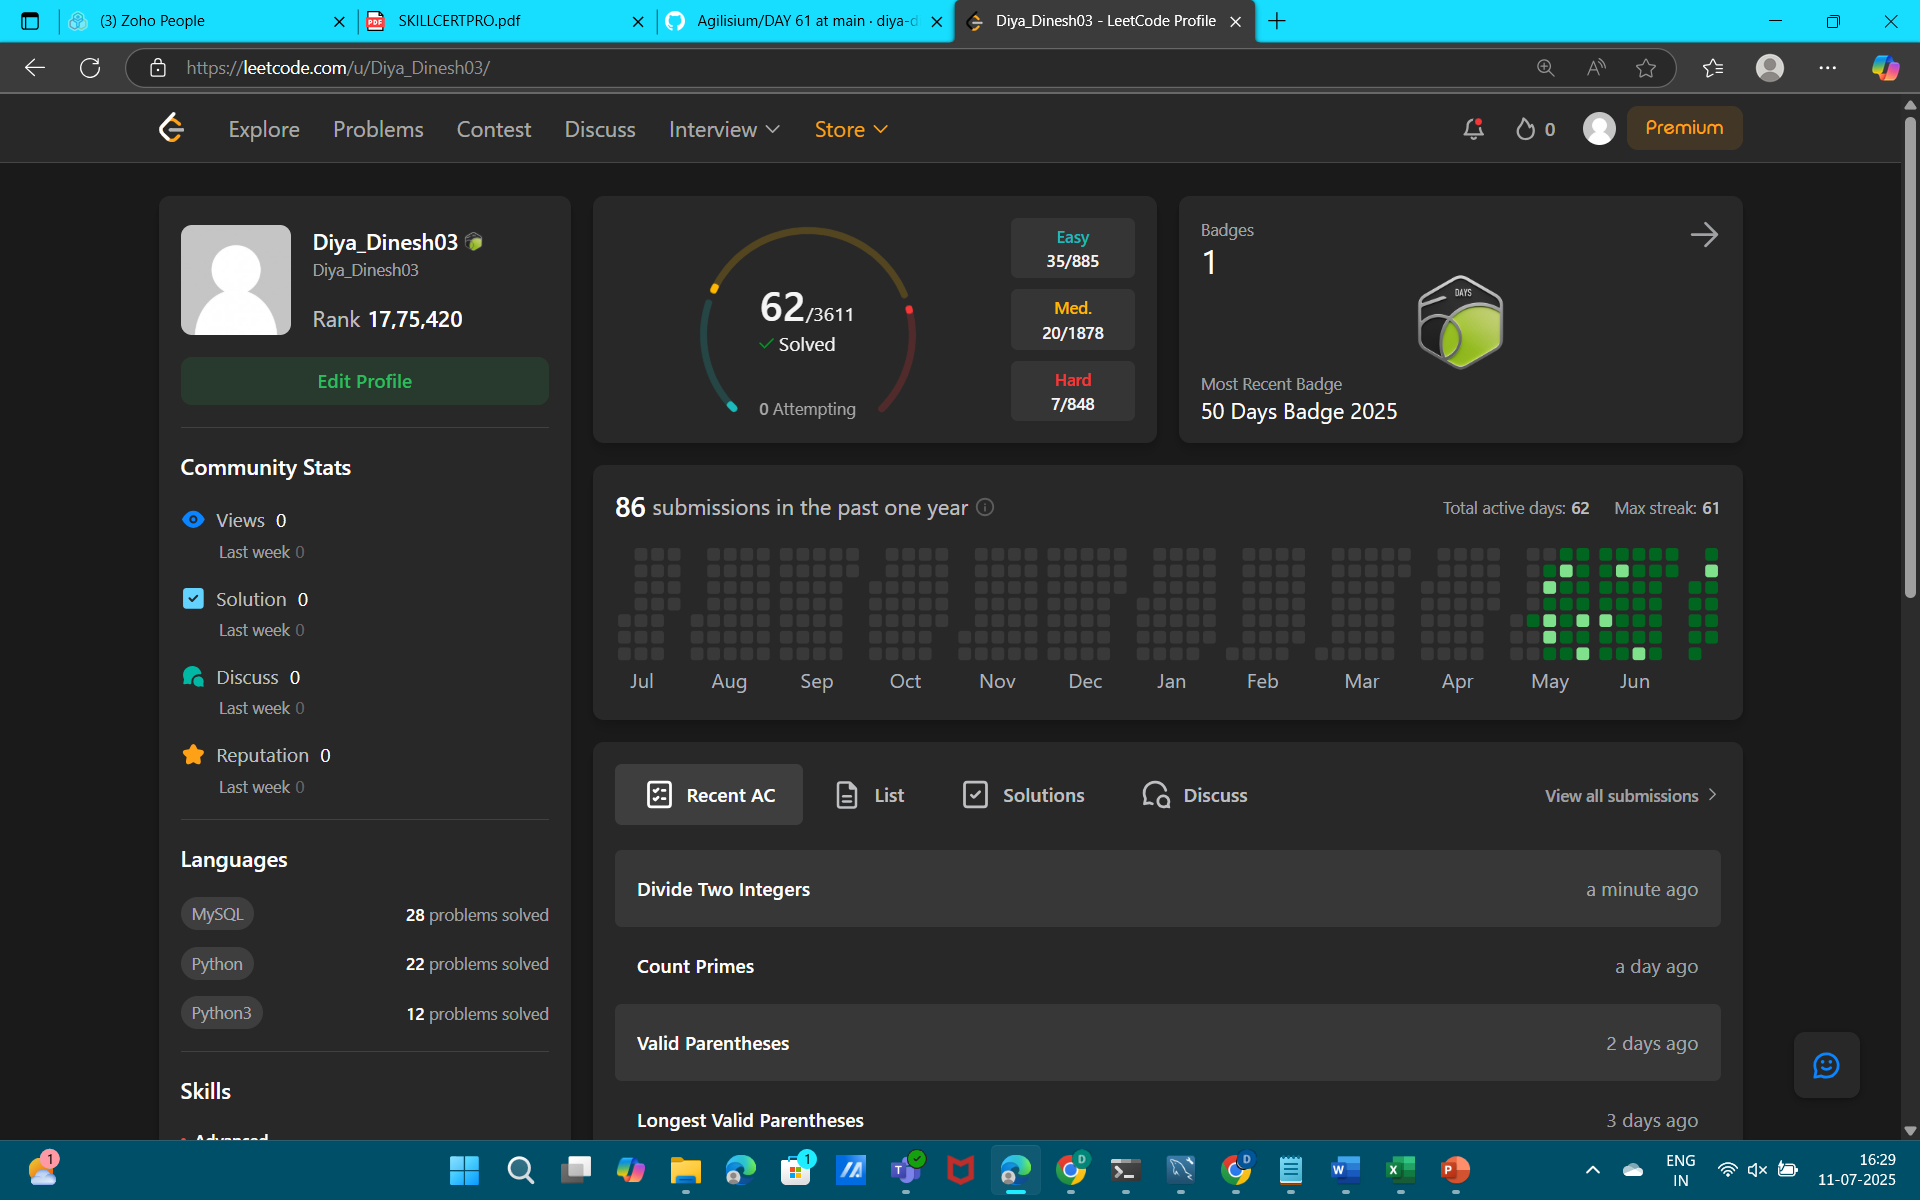 (3) Zoho People
SKILLCERTPRO.pdf
Agilisium/DAY 61 at main · diya-d
Diya_Dinesh03 - LeetCode Profile
https://leetcode.com/u/Diya_Dinesh03/
Explore
Problems
Contest
Discuss
Interview
Store
0
Premium
Diya_Dinesh03
Diya_Dinesh03
Rank 17,75,420
Edit Profile
Community Stats
Views 0
Last week 0
Solution 0
Last week 0
Discuss 0
Last week 0
Reputation 0
Last week 0
Languages
MySQL 28 problems solved
Python 22 problems solved
Python3 12 problems solved
Skills
Advanced
62/3611
Solved
0 Attempting
Easy
35/885
Med.
20/1878
Hard
7/848
Badges
1
DAYS
Most Recent Badge
50 Days Badge 2025
86 submissions in the past one year
Total active days: 62 Max streak: 61
Jul Aug Sep Oct Nov Dec Jan Feb Mar Apr May Jun
Recent AC
List
Solutions
Discuss
View all submissions
Divide Two Integers a minute ago
Count Primes a day ago
Valid Parentheses 2 days ago
Longest Valid Parentheses 3 days ago
1
1
D
D
ENG
IN
16:29
11-07-2025